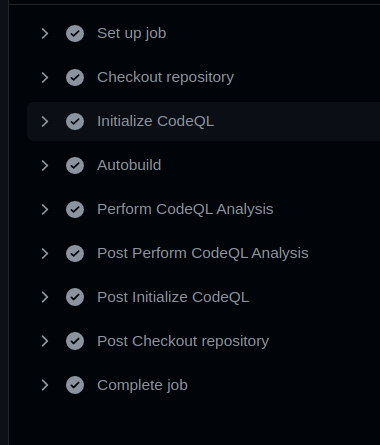 Set up job
Checkout repository
Initialize CodeQL
Autobuild
Perform CodeQL Analysis
Post Perform CodeQL Analysis
Post Initialize CodeQL
Post Checkout repository
Complete job